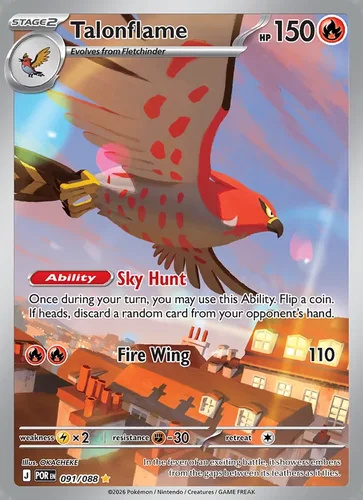 STAGE2 Talonflame HP 150
Evolves from Fletchinder
Ability Sky Hunt
Once during your turn, you may use this Ability. Flip a coin.
If heads, discard a random card from your opponent's hand.
Fire Wing 110
weakness ×2 resistance -30 retreat
Illus. OKACHEKE
In the fever of an exciting battle, it
showers embers from the gaps between its feathers as it flies.
J POR EN 091/088
©2026 Pokémon / Nintendo / Creatures / GAME FREAK